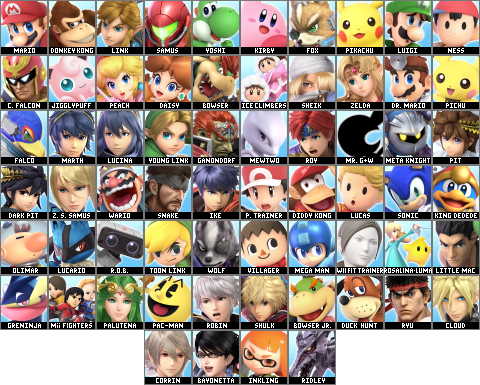 MARIO DONKEY KONG LINK SAMUS YOSHI KIRBY FOX PIKACHU LUIGI NESS
C. FALCON JIGGLYPUFF PEACH DAISY BOWSER ICE CLIMBERS SHEIK ZELDA DR. MARIO PICHU
FALCO MARTH LUCINA YOUNG LINK GANONDORF MEWTWO ROY MR. G+W META KNIGHT PIT
DARK PIT Z. S. SAMUS WARIO SNAKE IKE P. TRAINER DIDDY KONG LUCAS SONIC KING DEDEDE
OLIMAR LUCARIO R.O.B. TOON LINK WOLF VILLAGER MEGA MAN WII FIT TRAINER ROSALINA+LUMA LITTLE MAC
GRENINJA Mii FIGHTERS PALUTENA PAC-MAN ROBIN SHULK BOWSER JR. DUCK HUNT RYU CLOUD
CORRIN BAYONETTA INKLING RIDLEY